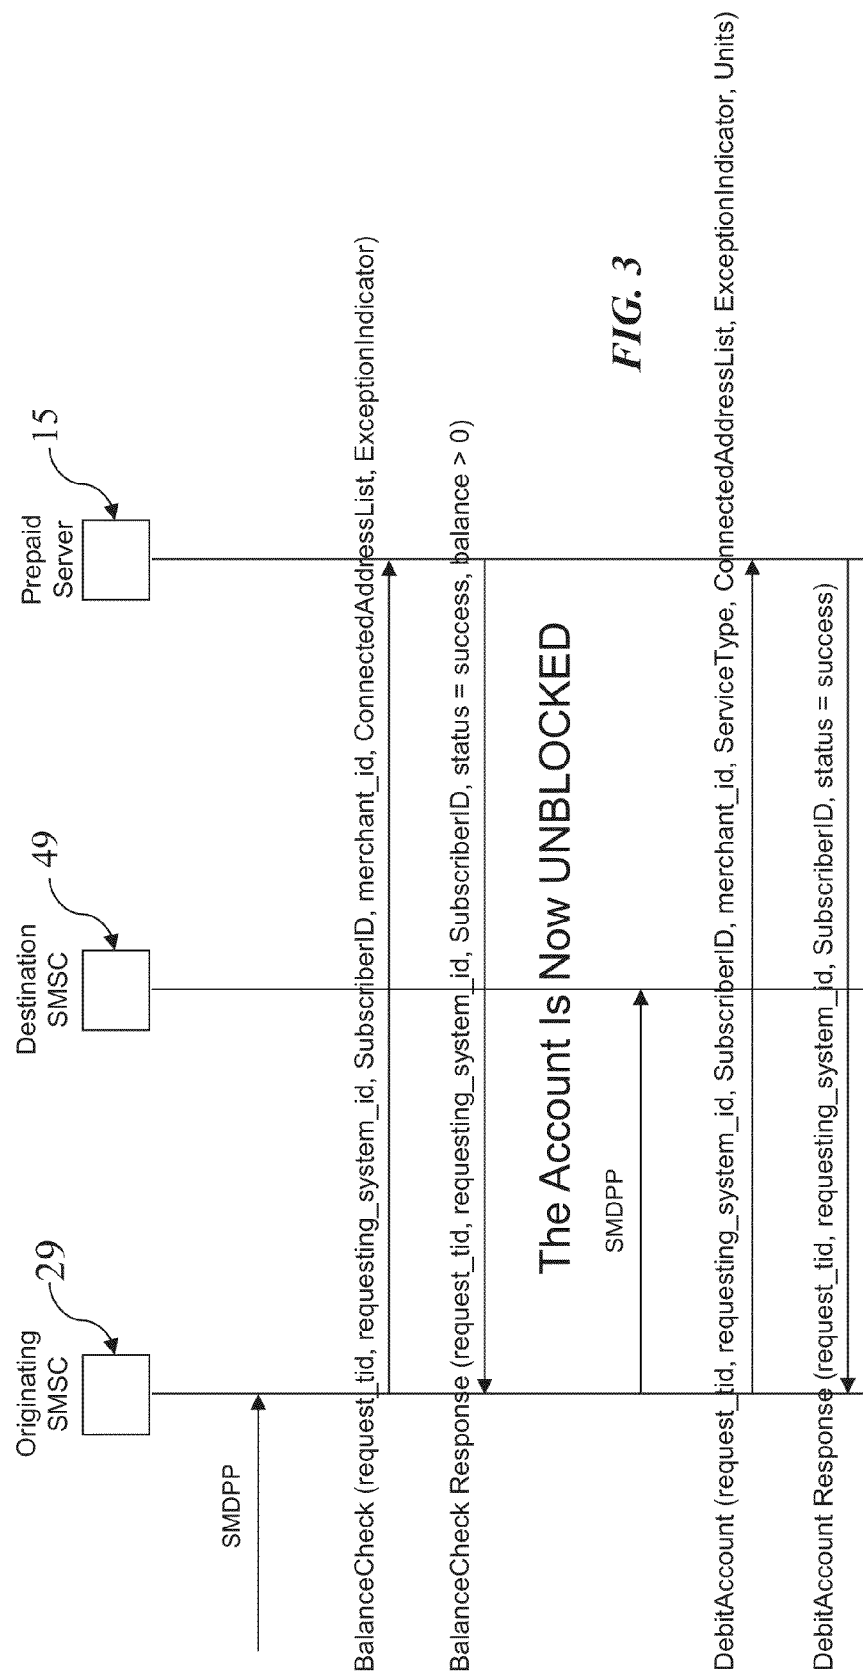 Originating
SMSC
29
Destination
SMSC
49
Prepaid
Server
15
SMDPP
BalanceCheck (request_tid, requesting_system_id, SubscriberID, merchant_id, ConnectedAddressList, ExceptionIndicator)
BalanceCheck Response (request_tid, requesting_system_id, SubscriberID, status = success, balance > 0)
The Account Is Now UNBLOCKED
SMDPP
FIG. 3
DebitAccount (request_tid, requesting_system_id, SubscriberID, merchant_id, ServiceType, ConnectedAddressList, ExceptionIndicator, Units)
DebitAccount Response (request_tid, requesting_system_id, SubscriberID, status = success)